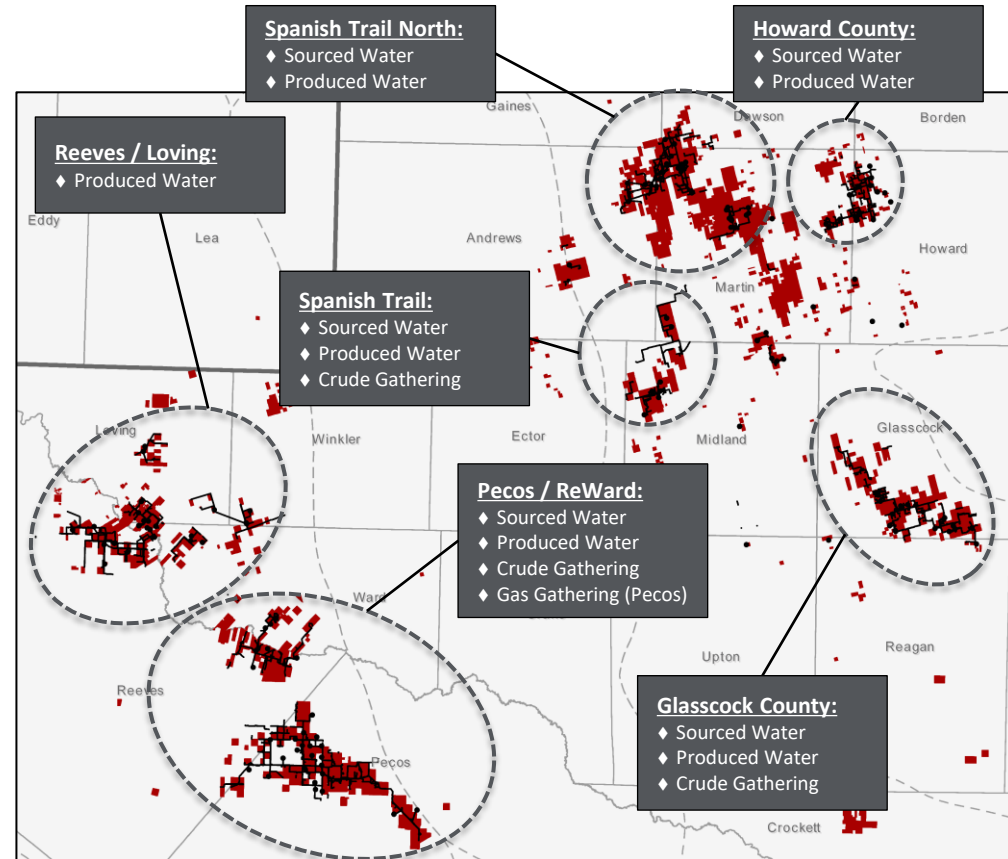 Spanish Trail North:
♦ Sourced Water
♦ Produced Water
Howard County:
♦ Sourced Water
♦ Produced Water
Reeves / Loving:
♦ Produced Water
Gaines
Dawson
Borden
Eddy
Lea
Andrews
Howard
Martin
Spanish Trail:
♦ Sourced Water
♦ Produced Water
♦ Crude Gathering
Loving
Winkler
Ector
Midland
Glasscock
Pecos / ReWard:
♦ Sourced Water
♦ Produced Water
♦ Crude Gathering
♦ Gas Gathering (Pecos)
Ward
Upton
Reagan
Reeves
Glasscock County:
♦ Sourced Water
♦ Produced Water
♦ Crude Gathering
Pecos
Crockett